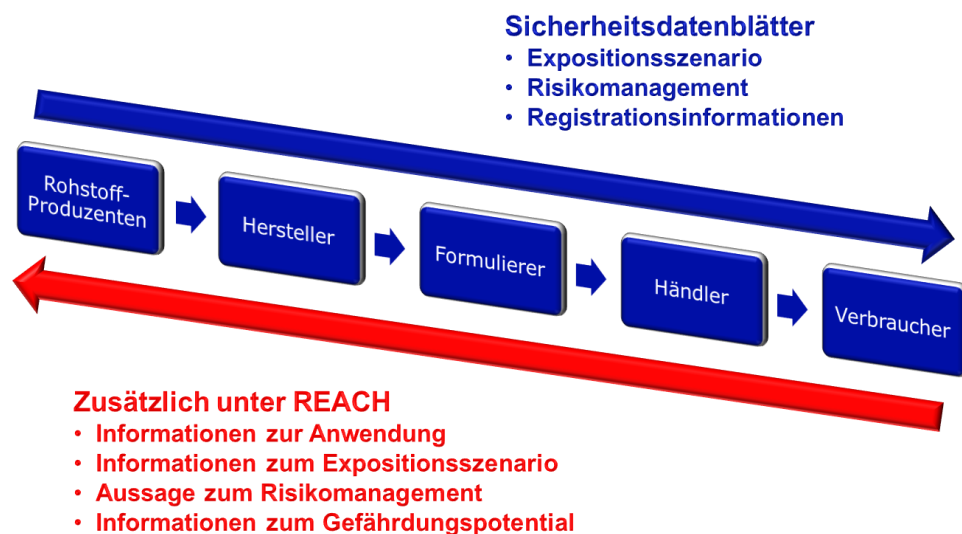 Sicherheitsdatenblätter
• Expositionsszenario
• Risikomanagement
• Registrationsinformationen
Rohstoff-
Produzenten
Hersteller
Formulierer
Händler
Verbraucher
Zusätzlich unter REACH
• Informationen zur Anwendung
• Informationen zum Expositionsszenario
• Aussage zum Risikomanagement
• Informationen zum Gefährdungspotential